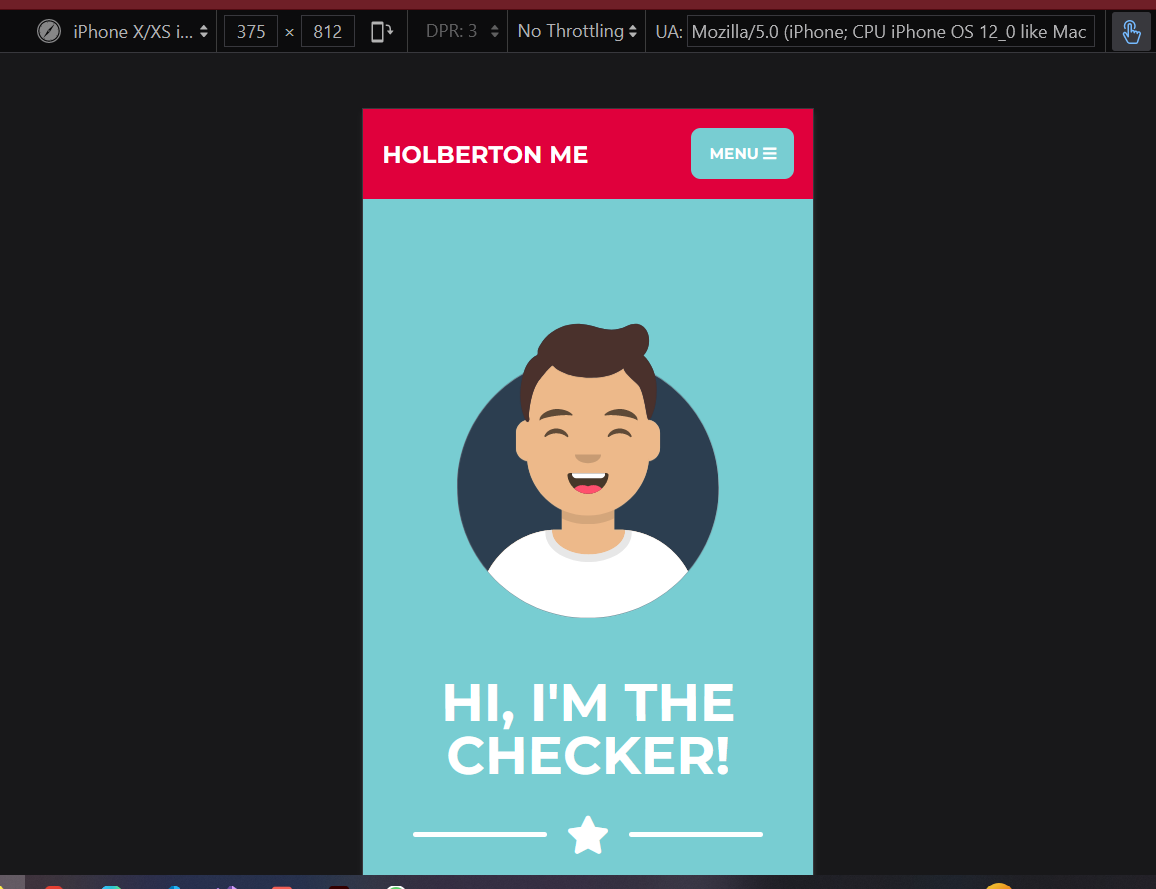 iPhone X/XS i... 375 × 812 DPR: 3 No Throttling UA: Mozilla/5.0 (iPhone; CPU iPhone OS 12_0 like Mac
HOLBERTON ME MENU
HI, I'M THE
CHECKER!